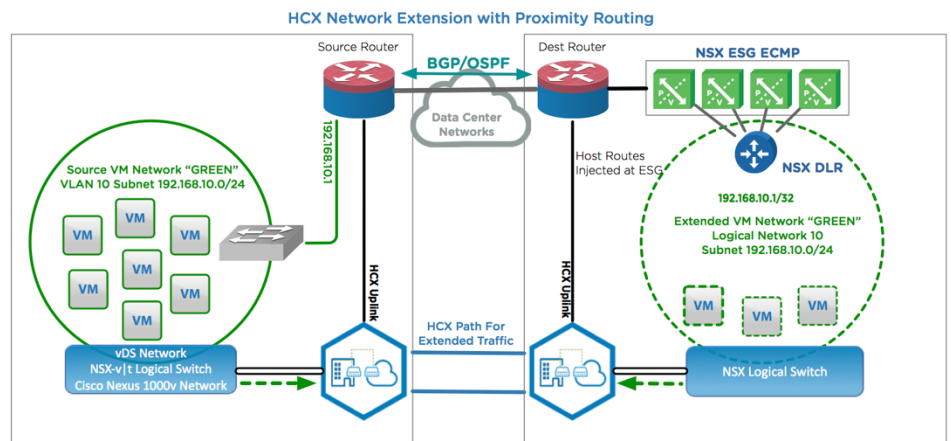 HCX Network Extension with Proximity Routing
Source Router
BGP/OSPF
Data Center
Networks
Dest Router
NSX ESG ECMP
P V
P V
P V
P V
NSX DLR
192.168.10.1
Source VM Network “GREEN”
VLAN 10 Subnet 192.168.10.0/24
VM
VM
VM
VM
VM
VM
VM
Host Routes
Injected at ESG
192.168.10.1/32
Extended VM Network “GREEN”
Logical Network 10
Subnet 192.168.10.0/24
VM
VM
VM
HCX Uplink
HCX Uplink
HCX Path For
Extended Traffic
vDS Network
NSX-v|t Logical Switch
Cisco Nexus 1000v Network
NSX Logical Switch